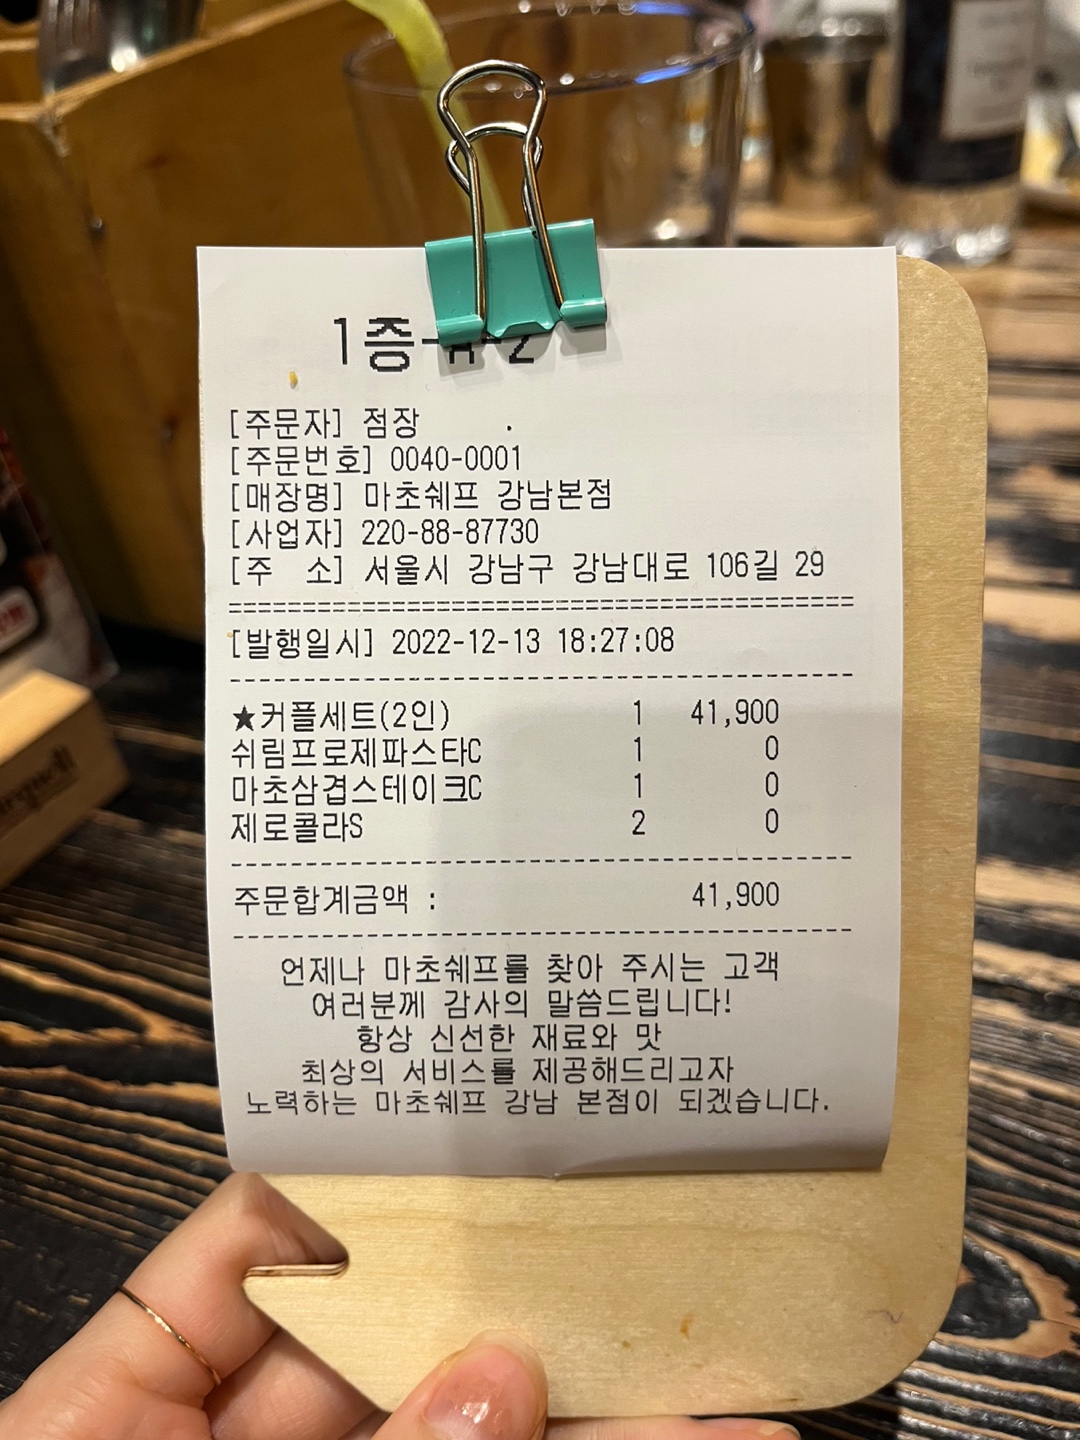 1층-A-2
[주문자] 점장
[주문번호] 0040-0001
[매장명] 마초쉐프 강남본점
[사업자] 220-88-87730
[주 소] 서울시 강남구 강남대로 106길 29
[발행일시] 2022-12-13 18:27:08
★커플세트(2인) 1 41,900
쉬림프로제파스타C 1 0
마초삼겹스테이크C 1 0
제로콜라S 2 0
주문합계금액 : 41,900
언제나 마초쉐프를 찾아 주시는 고객
여러분께 감사의 말씀드립니다!
항상 신선한 재료와 맛
최상의 서비스를 제공해드리고자
노력하는 마초쉐프 강남 본점이 되겠습니다.